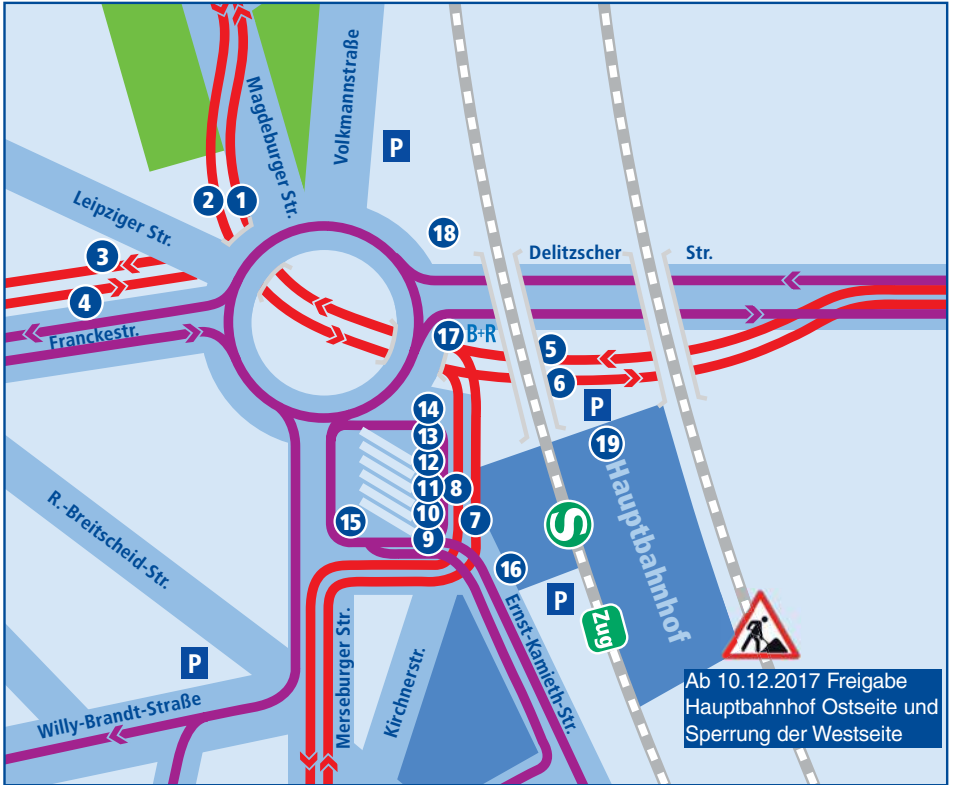 Magdeburger Str.
Volkmannstraße
P
Leipziger Str.
2
1
18
3
4
Delitzscher Str.
Franckestr.
17
B+R
5
6
P
14
13
12
11
10
9
8
7
15
19
Hauptbahnhof
S
16
P
Zug
R.-Breitscheid-Str.
P
Willy-Brandt-Straße
Merseburger Str.
Kirchnerstr.
Ernst-Kamieth-Str.
Ab 10.12.2017 Freigabe
Hauptbahnhof Ostseite und
Sperrung der Westseite